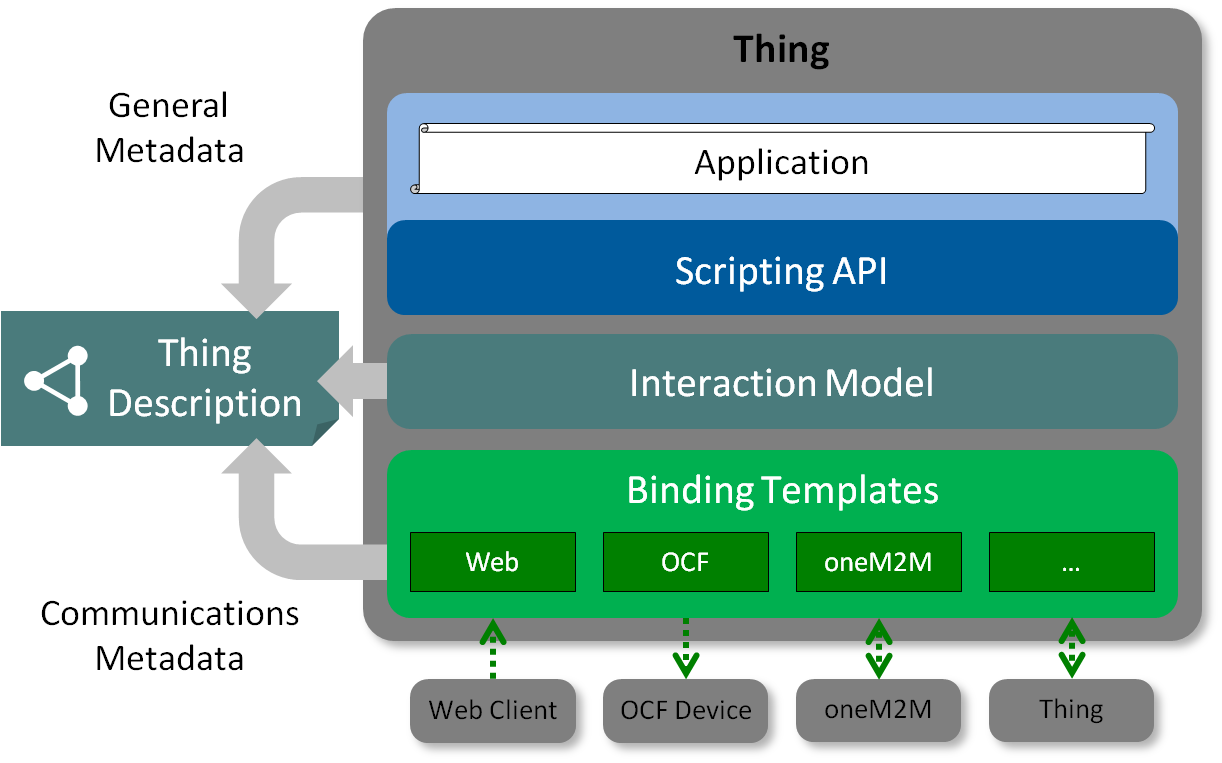 Thing
General
Metadata
Application
Scripting API
Thing
Description
Interaction Model
Binding Templates
Web
OCF
oneM2M
...
Communications
Metadata
Web Client
OCF Device
oneM2M
Thing